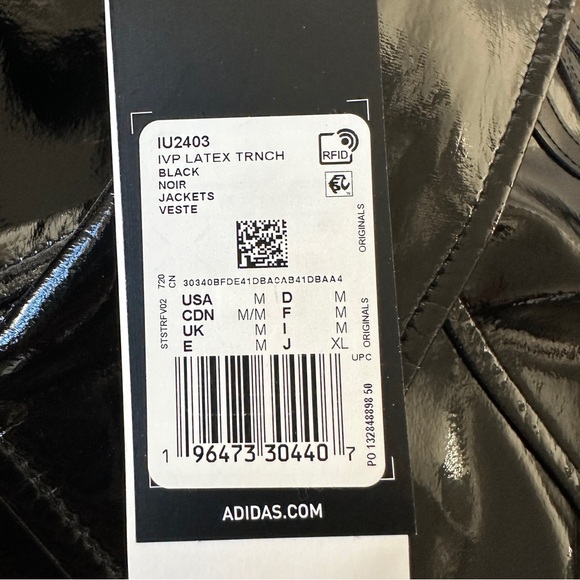 IU2403
IVP LATEX TRNCH
BLACK
NOIR
JACKETS
VESTE
RFID
ORIGINALS
STSTRFV02 720
CN
30340BFDE41DBACAB41DBAA4
USA M D M
CDN M/M F M
UK M I M
E M J XL
ORIGINALS
UPC
1 96473 30440 7
PO 132848898 50
ADIDAS.COM